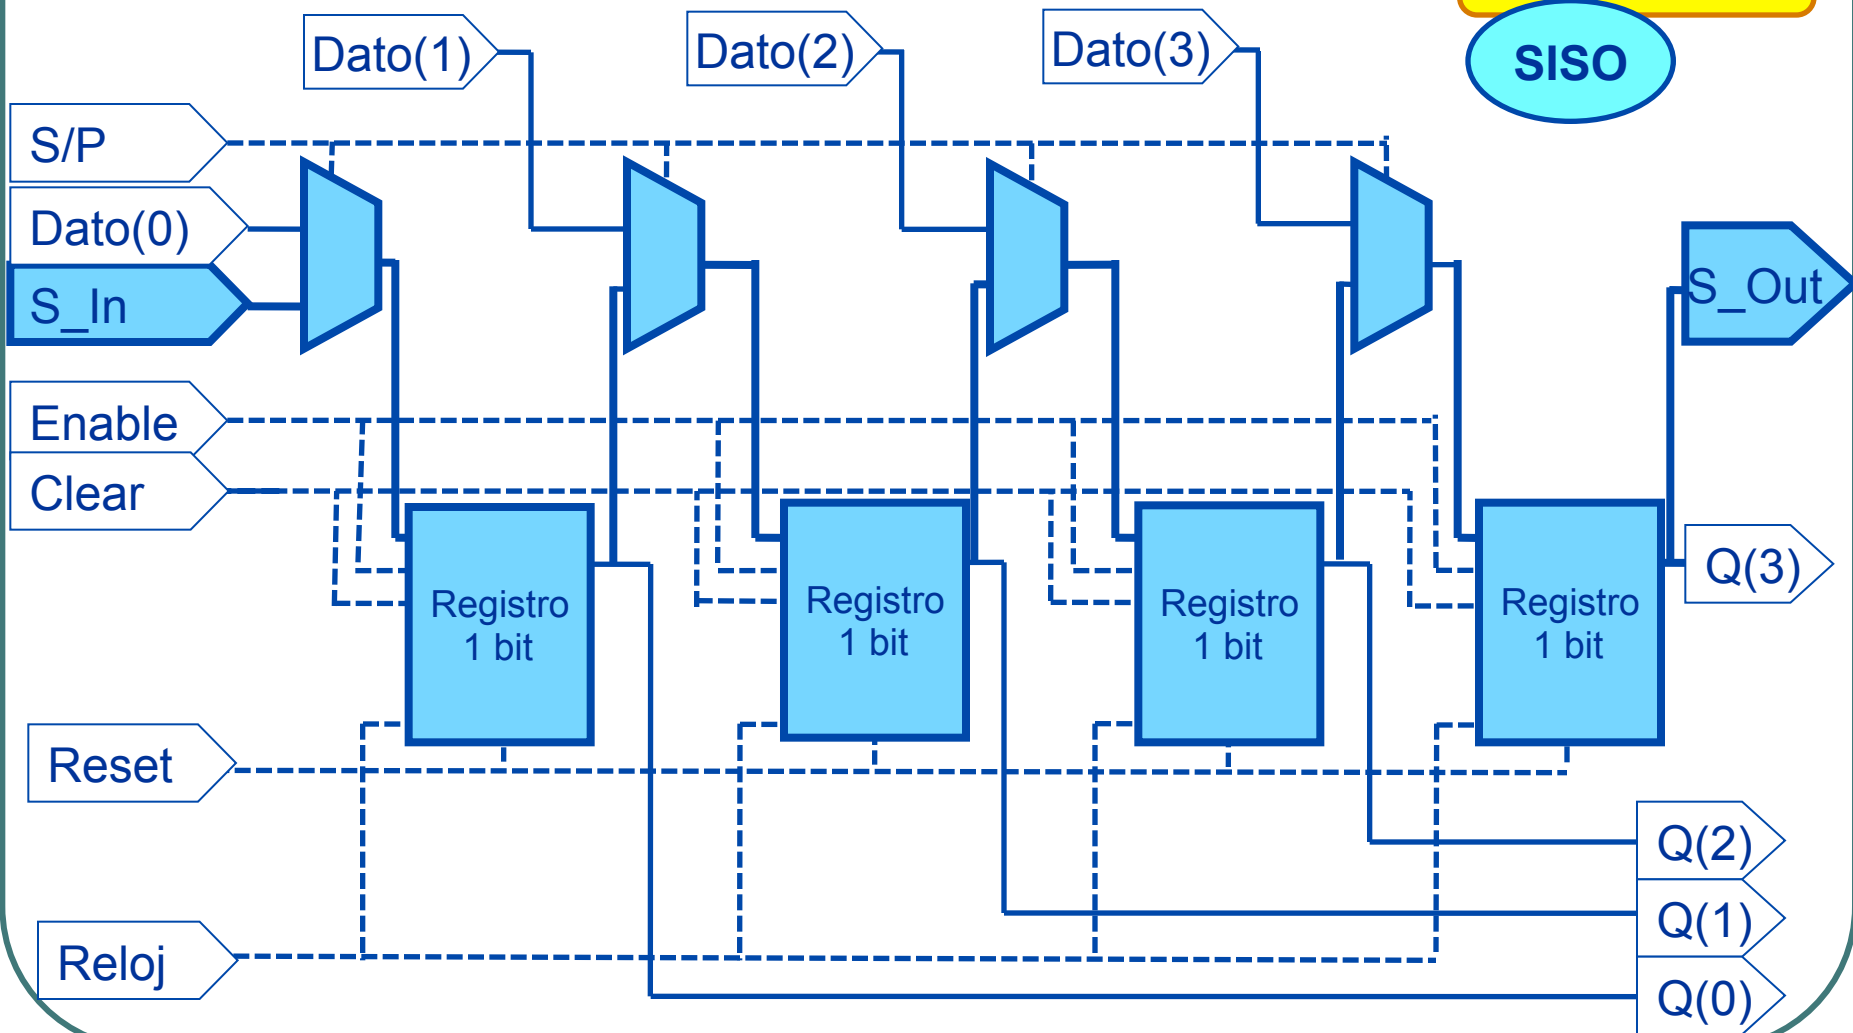 Dato(1)
Dato(2)
Dato(3)
SISO
S/P
Dato(0)
S_In
S_Out
Enable
Clear
Q(3)
Registro
1 bit
Registro
1 bit
Registro
1 bit
Registro
1 bit
Reset
Q(2)
Q(1)
Reloj
Q(0)